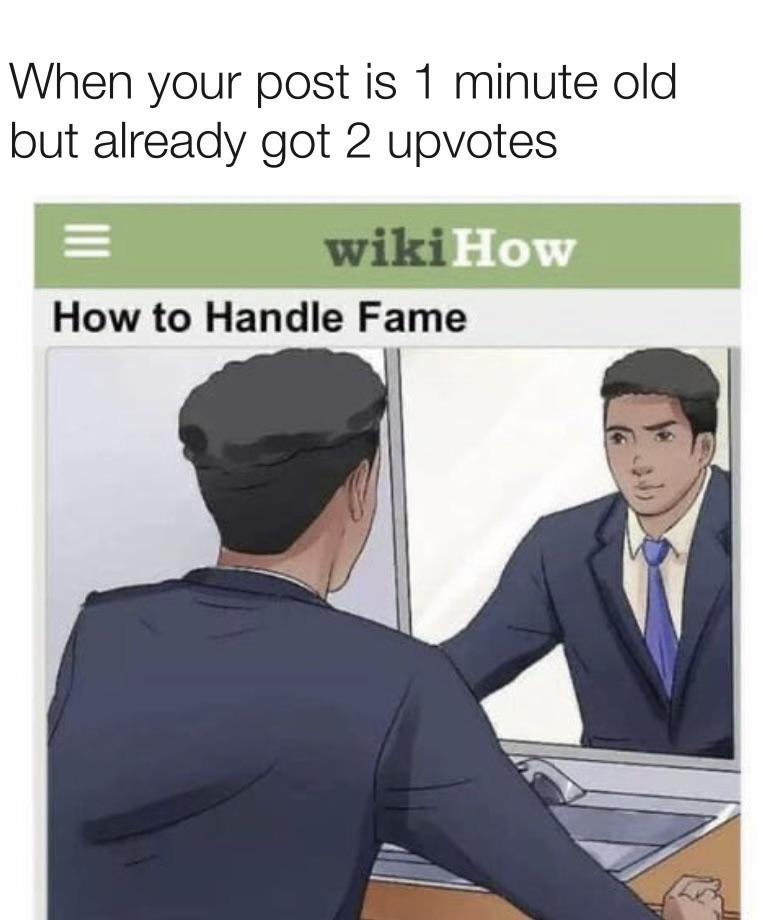 When your post is 1 minute old
but already got 2 upvotes
wikiHow
How to Handle Fame